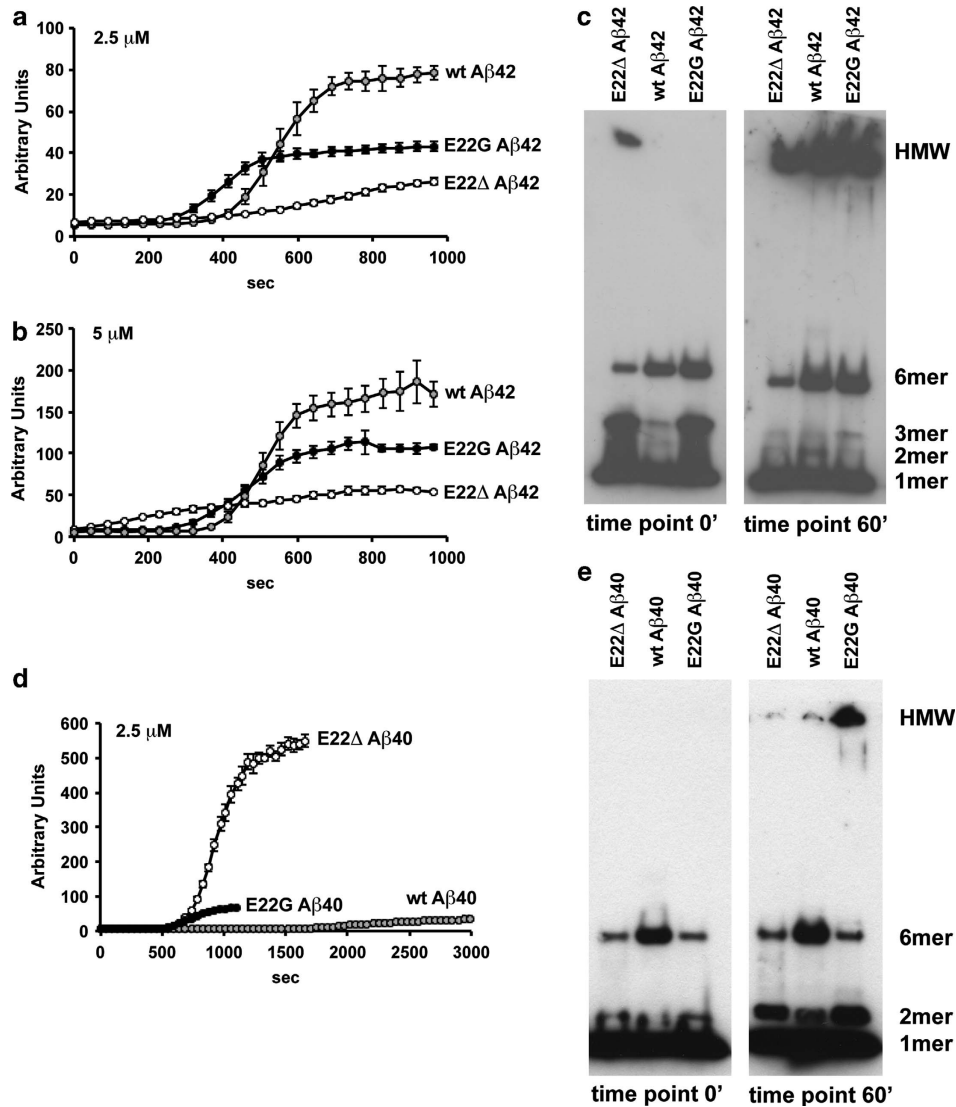 a
2.5 μM
Arbitrary Units
100
80
60
40
20
0
wt Aβ42
E22G Aβ42
E22Δ Aβ42
0 200 400 600 800 1000
sec
b
5 μM
Arbitrary Units
250
200
150
100
50
0
wt Aβ42
E22G Aβ42
E22Δ Aβ42
0 200 400 600 800 1000
sec
c
E22Δ Aβ42
wt Aβ42
E22G Aβ42
E22Δ Aβ42
wt Aβ42
E22G Aβ42
HMW
6mer
3mer
2mer
1mer
time point 0’
time point 60’
d
2.5 μM
Arbitrary Units
600
500
400
300
200
100
0
E22Δ Aβ40
E22G Aβ40
wt Aβ40
0 500 1000 1500 2000 2500 3000
sec
e
E22Δ Aβ40
wt Aβ40
E22G Aβ40
E22Δ Aβ40
wt Aβ40
E22G Aβ40
HMW
6mer
2mer
1mer
time point 0’
time point 60’